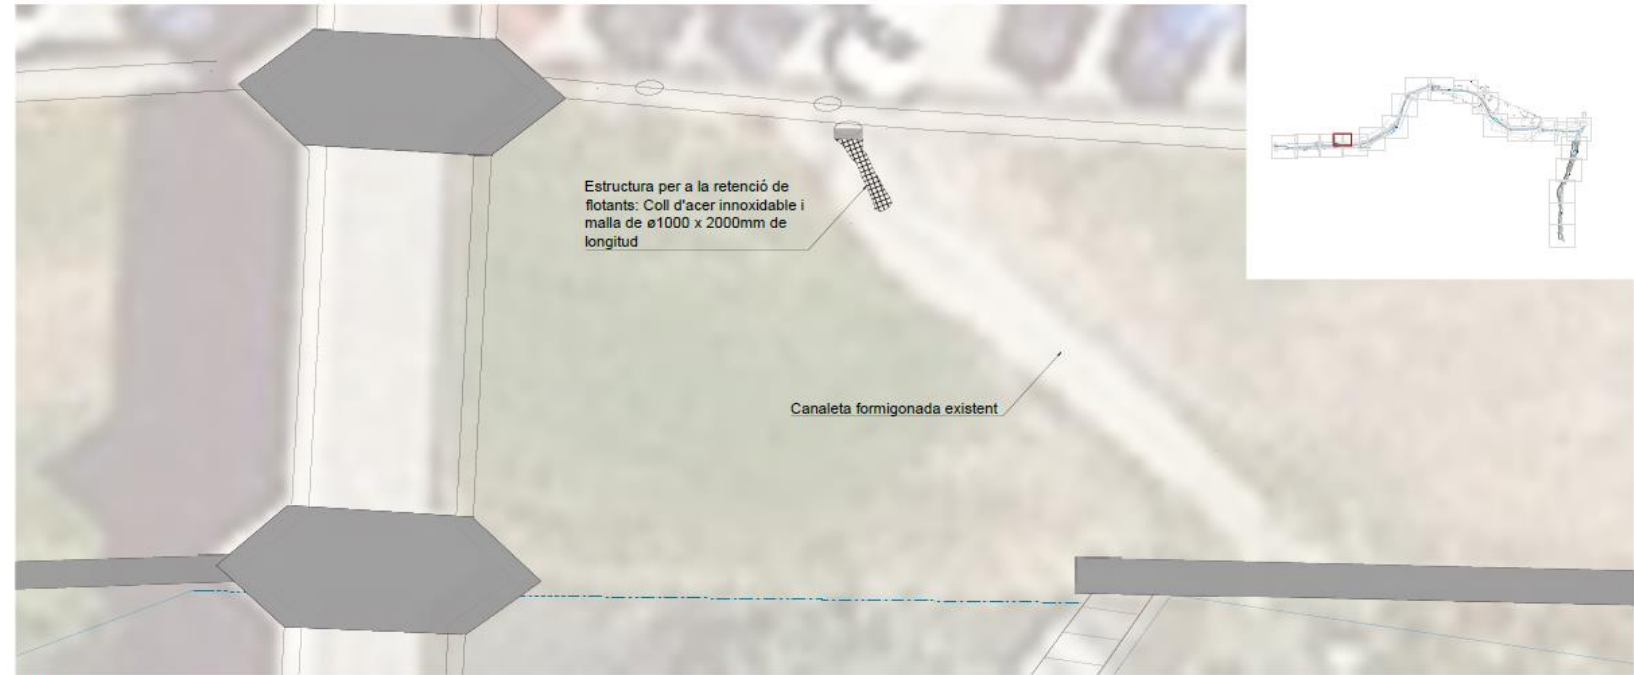 Estructura per a la retenció de
flotants: Coll d'acer innoxidable i
malla de ø1000 x 2000mm de
longitud
Canaleta formigonada existent